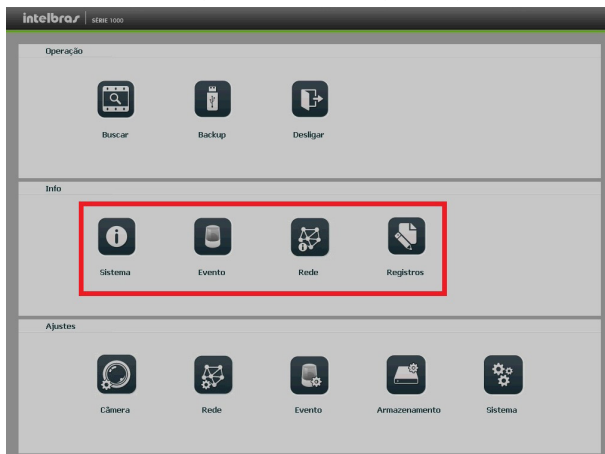 intelbras SÉRIE 1000
Operação
Buscar Backup Desligar
Info
Sistema Evento Rede Registros
Ajustes
Câmera Rede Evento Armazenamento Sistema